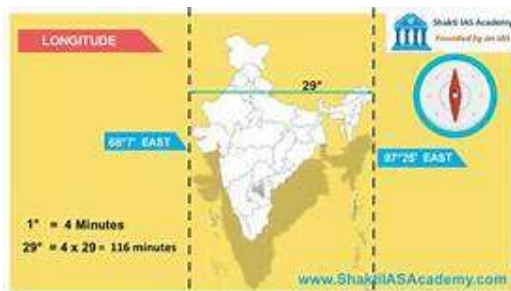 LONGITUDE
Shakti IAS Academy
Founded by an IAS
29°
68°7' EAST
97°25' EAST
1° = 4 Minutes
29° = 4 x 29 = 116 minutes
www.ShaktiIASAcademy.com